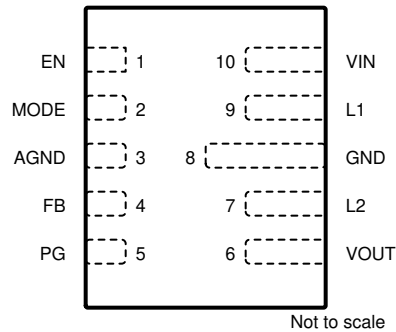 EN 1 10 VIN
MODE 2 9 L1
AGND 3 8 GND
FB 4 7 L2
PG 5 6 VOUT
Not to scale